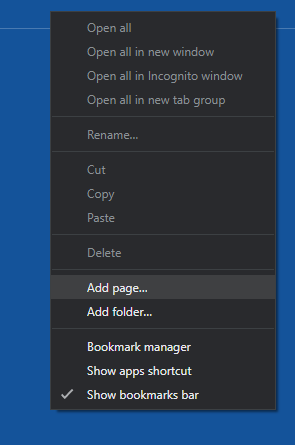 Open all
Open all in new window
Open all in Incognito window
Open all in new tab group
Rename...
Cut
Copy
Paste
Delete
Add page...
Add folder...
Bookmark manager
Show apps shortcut
Show bookmarks bar